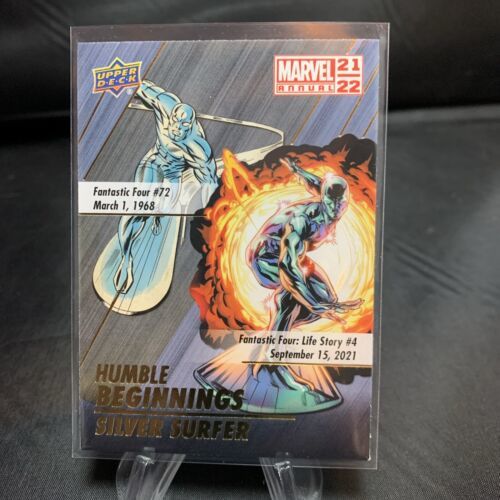 UPPER DECK
MARVEL
ANNUAL
21
22
Fantastic Four #72
March 1, 1968
Fantastic Four: Life Story #4
September 15, 2021
HUMBLE
BEGINNINGS
SILVER SURFER